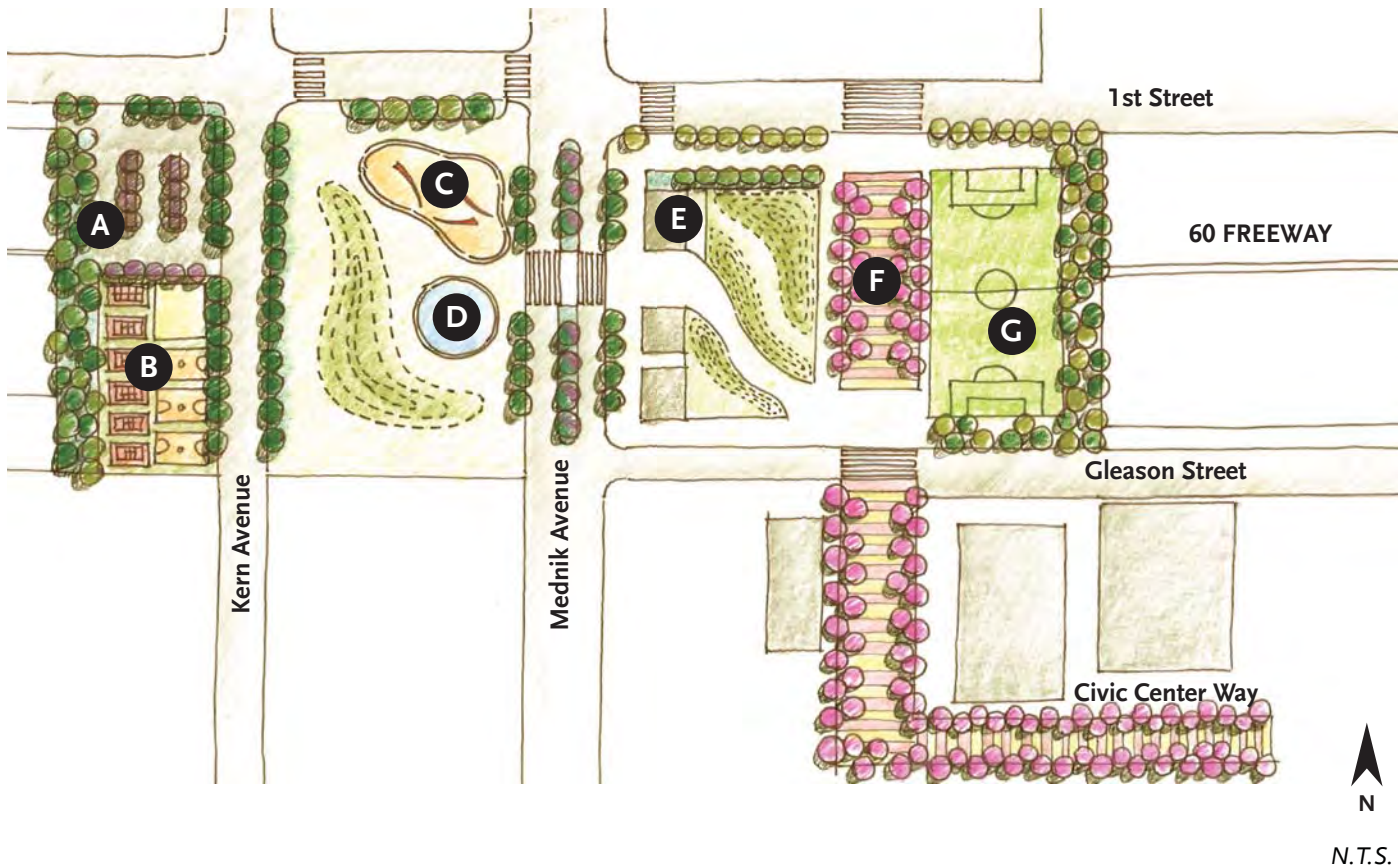 1st Street
C
A
E
60 FREEWAY
F
D
G
B
Gleason Street
Kern Avenue
Mednik Avenue
Civic Center Way
N
N.T.S.